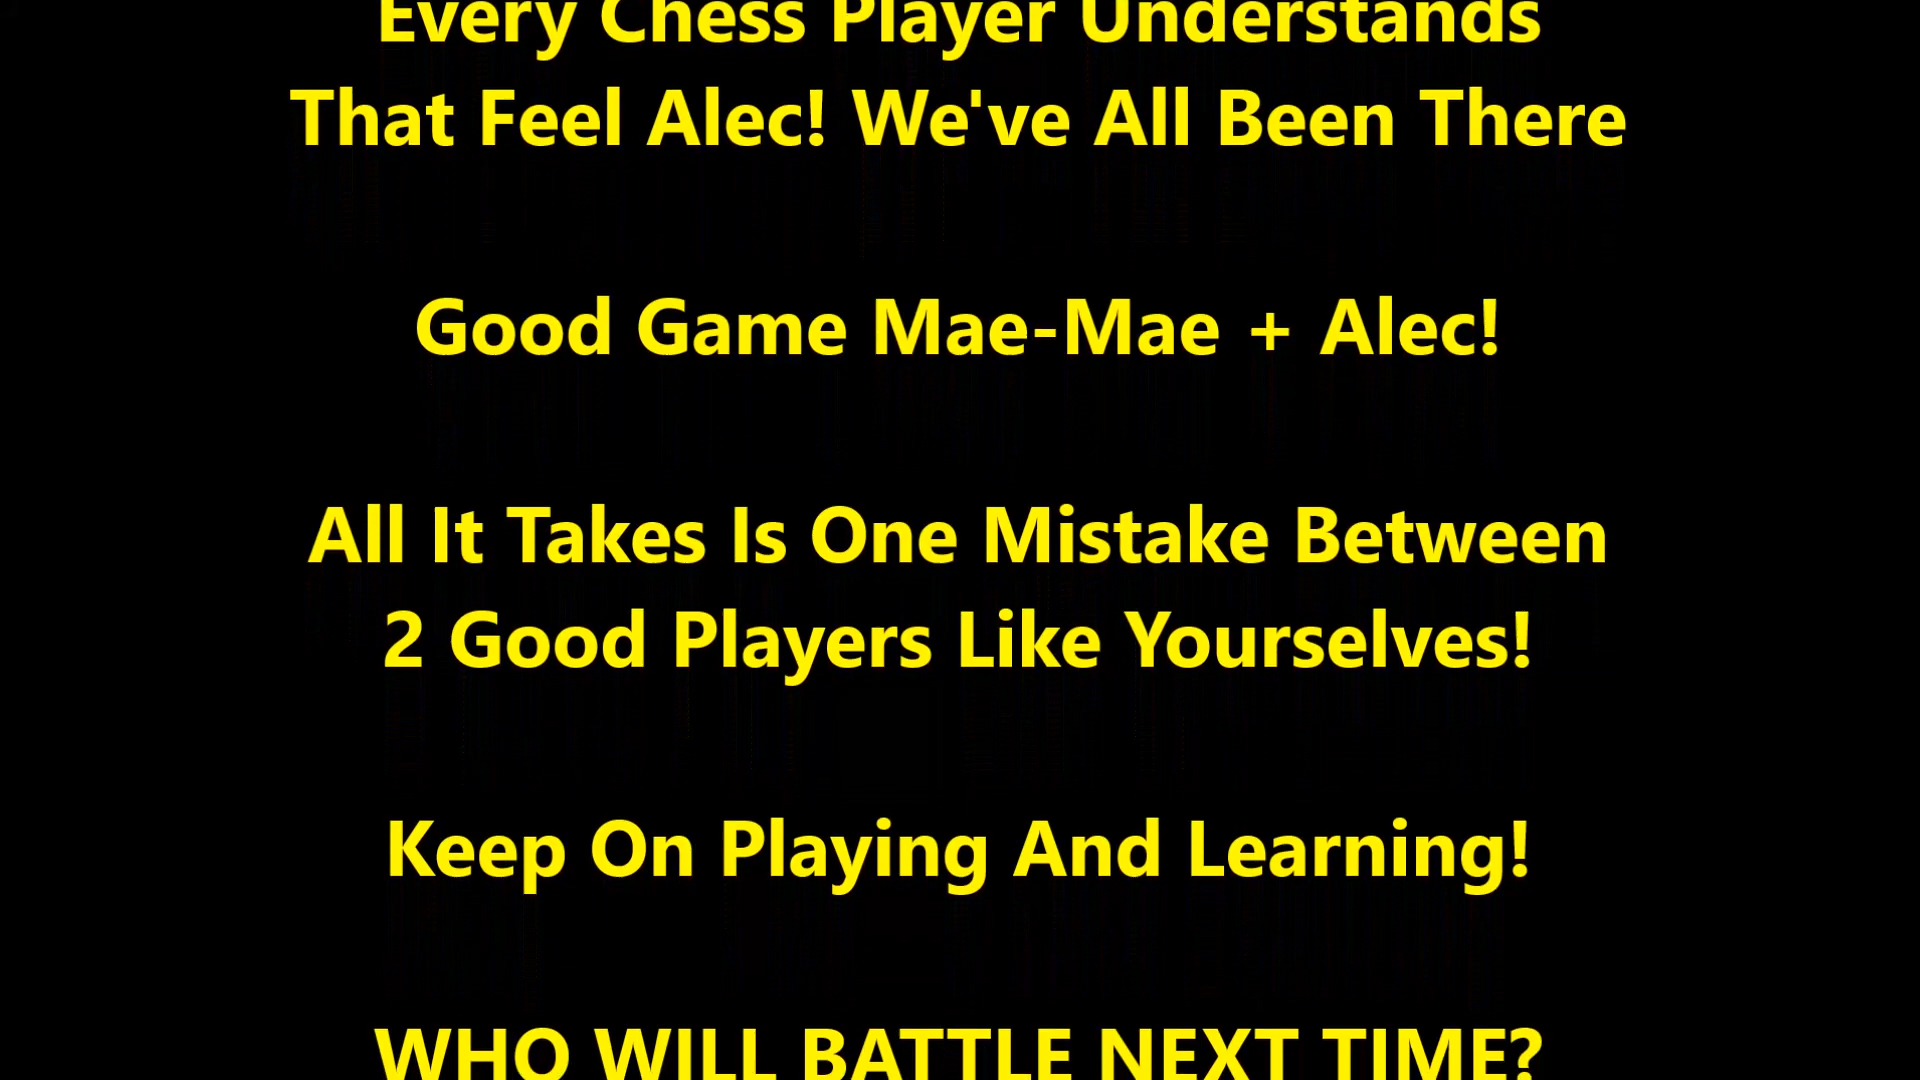 Every Chess Player Understands
That Feel Alec! We've All Been There
Good Game Mae-Mae + Alec!
All It Takes Is One Mistake Between
2 Good Players Like Yourselves!
Keep On Playing And Learning!
WHO WILL BATTLE NEXT TIME?